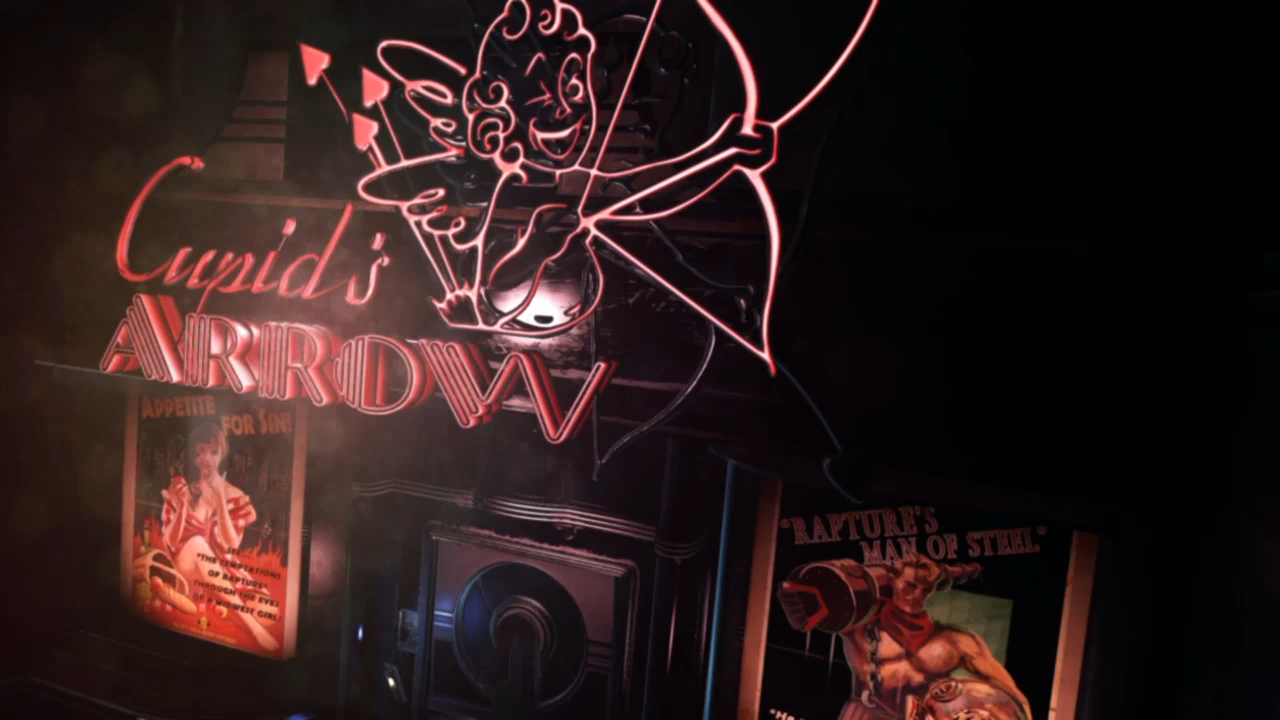 Cupid's
ARROW
APPETITE
FOR SIN!
"THE TEMPTATIONS
OF RAPTURE"
THROUGH THE EYES
OF A MIDWEST GIRL
"RAPTURE'S
MAN OF STEEL"